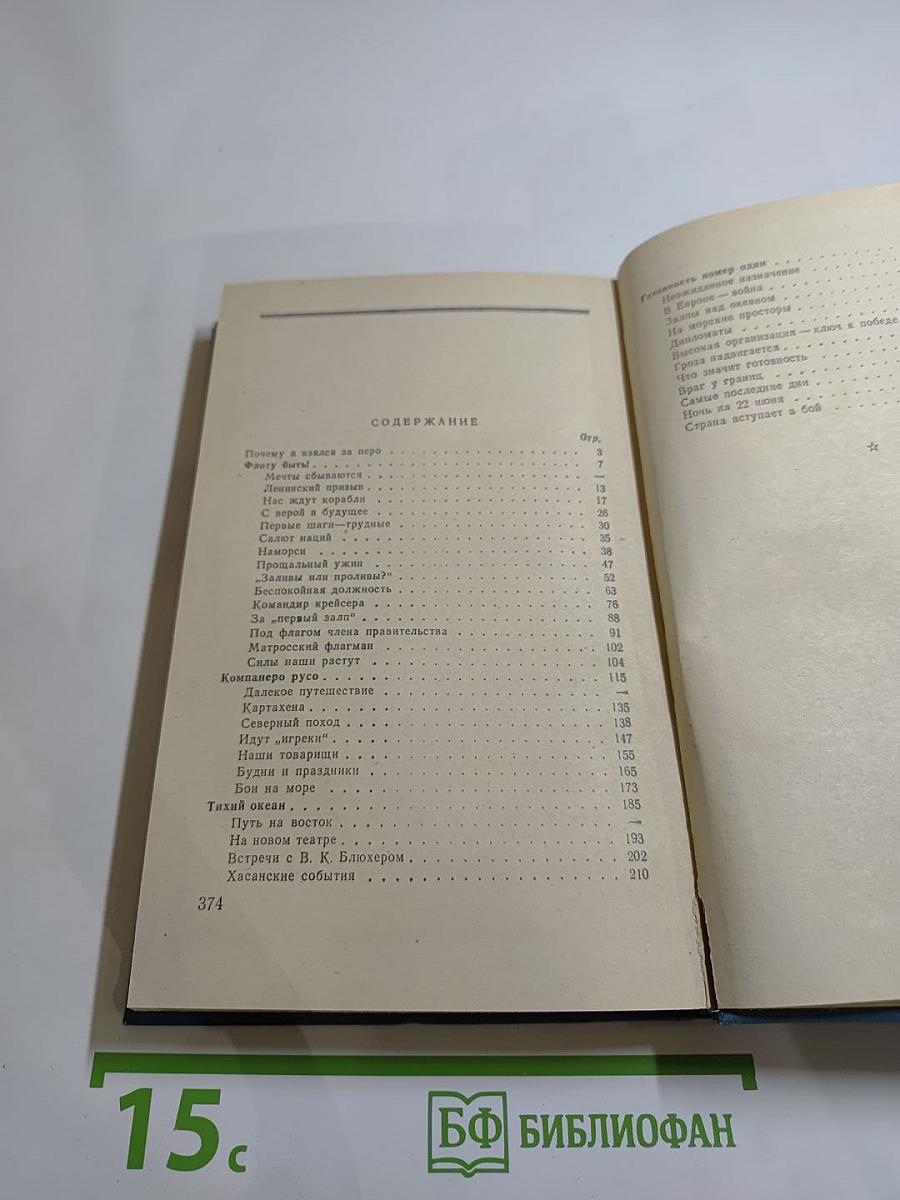 СОДЕРЖАНИЕ
Стр.
Почему я взялся за перо . . . . . . . . . . . . . . . . 3
Флоту быть! . . . . . . . . . . . . . . . . . . . . . . 7
Мечты сбываются . . . . . . . . . . . . . . . . . . . —
Ленинский призыв . . . . . . . . . . . . . . . . . . . 13
Нас ждут корабли . . . . . . . . . . . . . . . . . . . 17
С верой в будущее . . . . . . . . . . . . . . . . . . 26
Первые шаги—трудные . . . . . . . . . . . . . . . . 30
Салют наций . . . . . . . . . . . . . . . . . . . . . 35
Наморси . . . . . . . . . . . . . . . . . . . . . . . 38
Прощальный ужин . . . . . . . . . . . . . . . . . . 47
„Заливы или проливы?“ . . . . . . . . . . . . . . . . 52
Беспокойная должность . . . . . . . . . . . . . . . . 63
Командир крейсера . . . . . . . . . . . . . . . . . . 76
За „первый залп“ . . . . . . . . . . . . . . . . . . . 88
Под флагом члена правительства . . . . . . . . . . . 91
Матросский флагман . . . . . . . . . . . . . . . . . 102
Силы наши растут . . . . . . . . . . . . . . . . . . 104
Компанеро русо . . . . . . . . . . . . . . . . . . . . 115
Далекое путешествие . . . . . . . . . . . . . . . . . —
Картахена . . . . . . . . . . . . . . . . . . . . . . 135
Северный поход . . . . . . . . . . . . . . . . . . . 138
Идут „игреки“ . . . . . . . . . . . . . . . . . . . . 147
Наши товарищи . . . . . . . . . . . . . . . . . . . 155
Будни и праздники . . . . . . . . . . . . . . . . . . 165
Бои на море . . . . . . . . . . . . . . . . . . . . . 173
Тихий океан . . . . . . . . . . . . . . . . . . . . . . 185
Путь на восток . . . . . . . . . . . . . . . . . . . . —
На новом театре . . . . . . . . . . . . . . . . . . . 193
Встречи с В. К. Блюхером . . . . . . . . . . . . . . 202
Хасанские события . . . . . . . . . . . . . . . . . . 210
374
Готовность номер один . . . . . . . . . .
Неожиданное назначение . . . . . . . .
В Европе — война . . . . . . . . . . .
Залпы над океаном . . . . . . . . . .
На морские просторы . . . . . . . . .
Дипломаты . . . . . . . . . . . . . .
Высокая организация — ключ к победе
Гроза надвигается . . . . . . . . . . .
Что значит готовность . . . . . . . . .
Враг у границ . . . . . . . . . . . . .
Самые последние дни . . . . . . . . .
Ночь на 22 июня . . . . . . . . . . .
Страна вступает в бой . . . . . . . . .
15 с
БФ БИБЛИОФАН